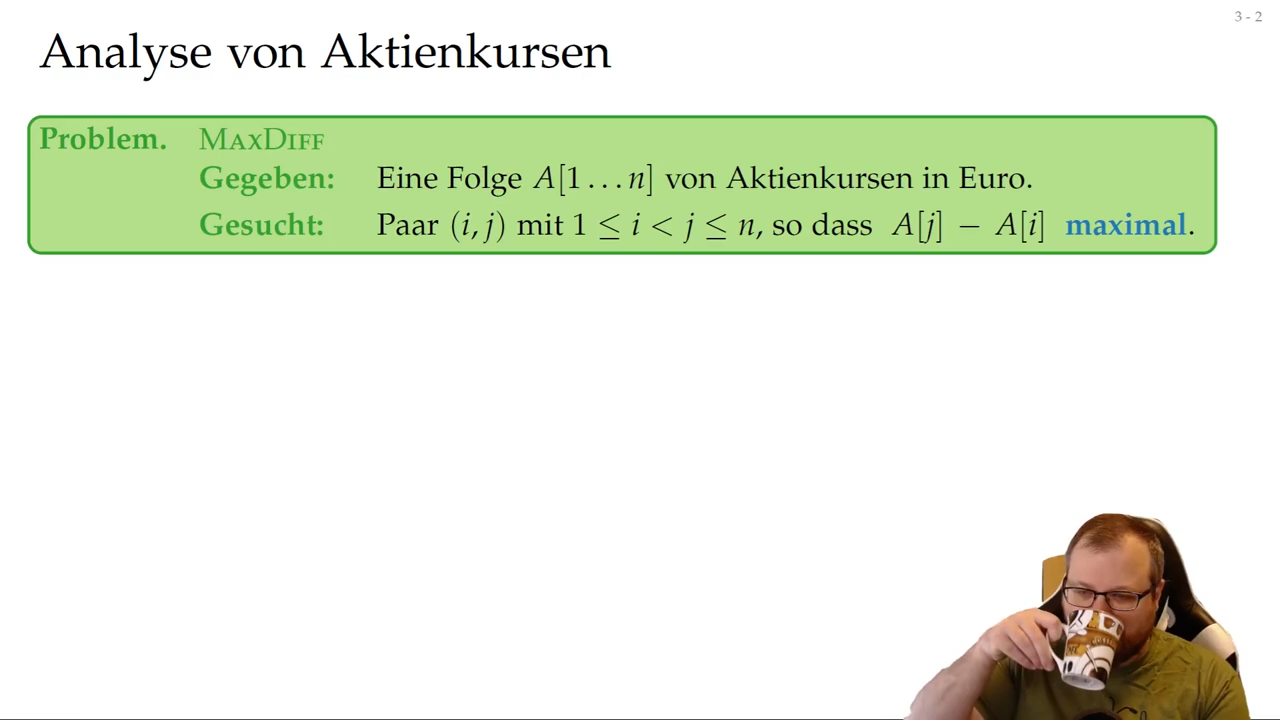 3 - 2
Analyse von Aktienkursen
Problem. MaxDiff
Gegeben: Eine Folge A[1...n] von Aktienkursen in Euro.
Gesucht: Paar (i, j) mit 1 ≤ i < j ≤ n, so dass A[j] − A[i] maximal.